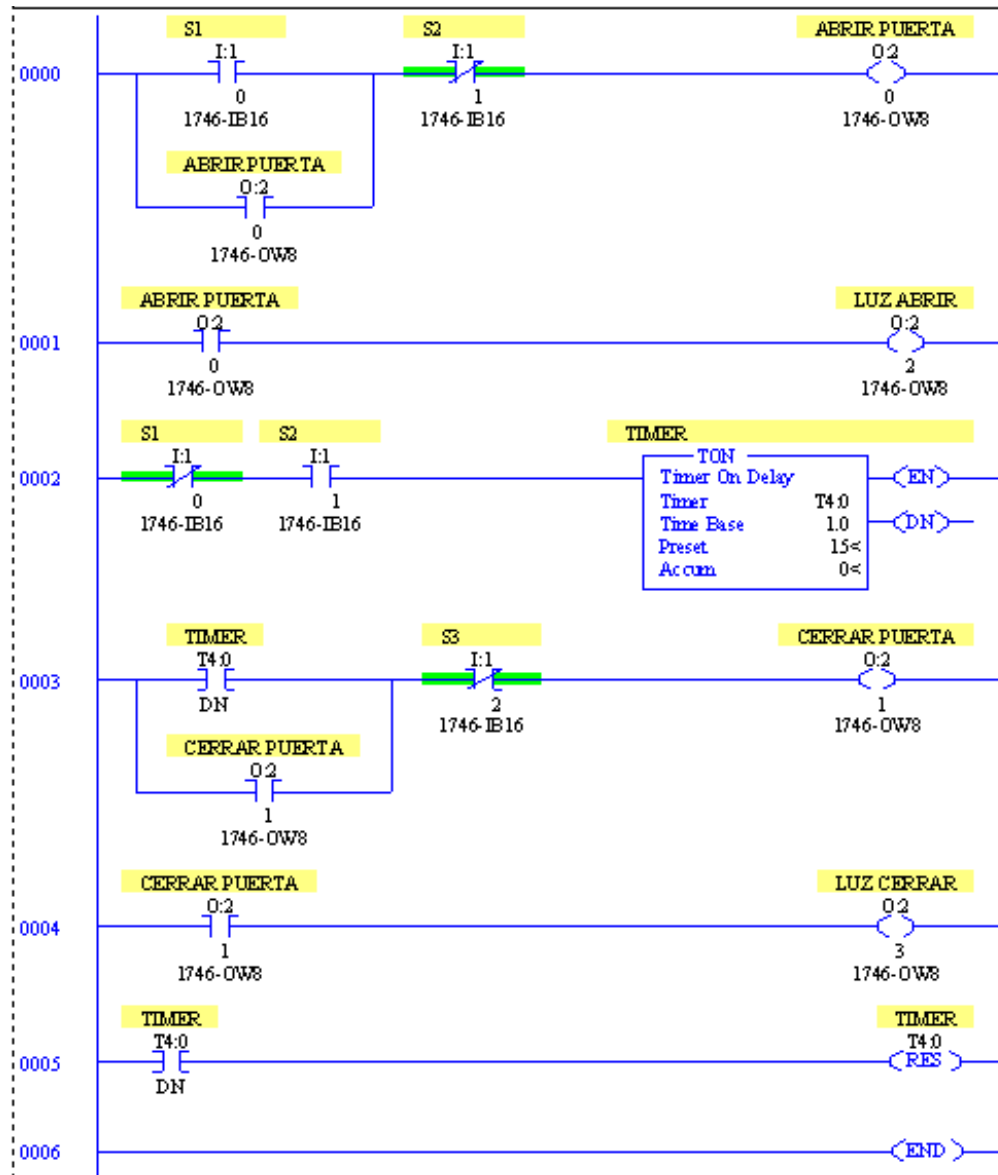 S1 S2 ABRIR PUERTA
I:1 I:1 O:2
0000
0 1 0
1746-IB16 1746-IB16 1746-OW8
ABRIR PUERTA
O:2
0
1746-OW8
ABRIR PUERTA LUZ ABRIR
O:2 O:2
0001
0 2
1746-OW8 1746-OW8
S1 S2 TIMER
I:1 I:1 TON
0002 Timer On Delay EN
0 1 Timer T4:0
1746-IB16 1746-IB16 Time Base 1.0 DN
Preset 15<
Accum 0<
TIMER S3 CERRAR PUERTA
T4:0 I:1 O:2
0003
DN 2 1
1746-IB16 1746-OW8
CERRAR PUERTA
O:2
1
1746-OW8
CERRAR PUERTA LUZ CERRAR
O:2 O:2
0004
1 3
1746-OW8 1746-OW8
TIMER TIMER
T4:0 T4:0
0005 RES
DN
0006 END